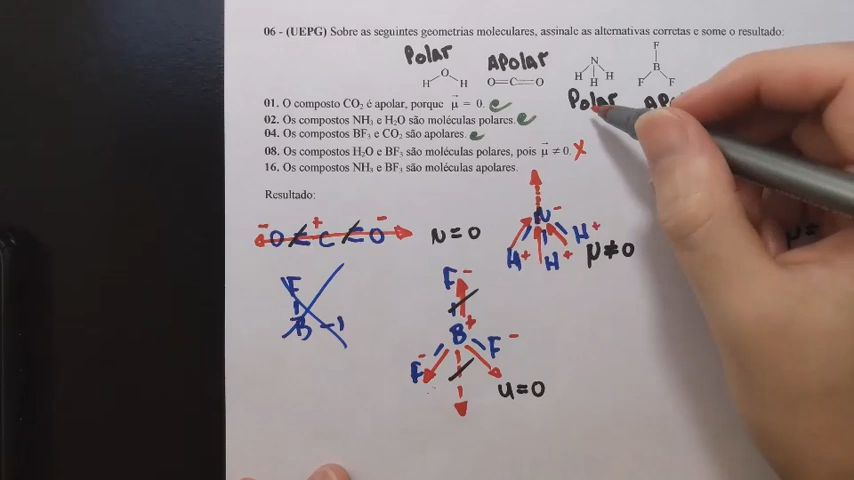 06 - (UEPG) Sobre as seguintes geometrias moleculares, assinale as alternativas corretas e some o resultado:
Polar
Apolar
H O H
O=C=O
N
H H
H
F
B
F F
Polar
01. O composto CO₂ é apolar, porque μ⃗ = 0.
02. Os compostos NH₃ e H₂O são moléculas polares.
04. Os compostos BF₃ e CO₂ são apolares.
08. Os compostos H₂O e BF₃ são moléculas polares, pois μ⃗ ≠ 0. X
16. Os compostos NH₃ e BF₃ são moléculas apolares.
Resultado:
- + -
O C O
μ = 0
N -
H + H + H +
μ ≠ 0
F
B
F -
B +
F - F -
μ = 0